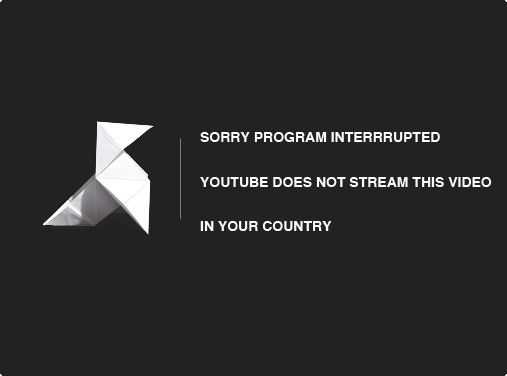 SORRY PROGRAM INTERRRUPTED
YOUTUBE DOES NOT STREAM THIS VIDEO
IN YOUR COUNTRY